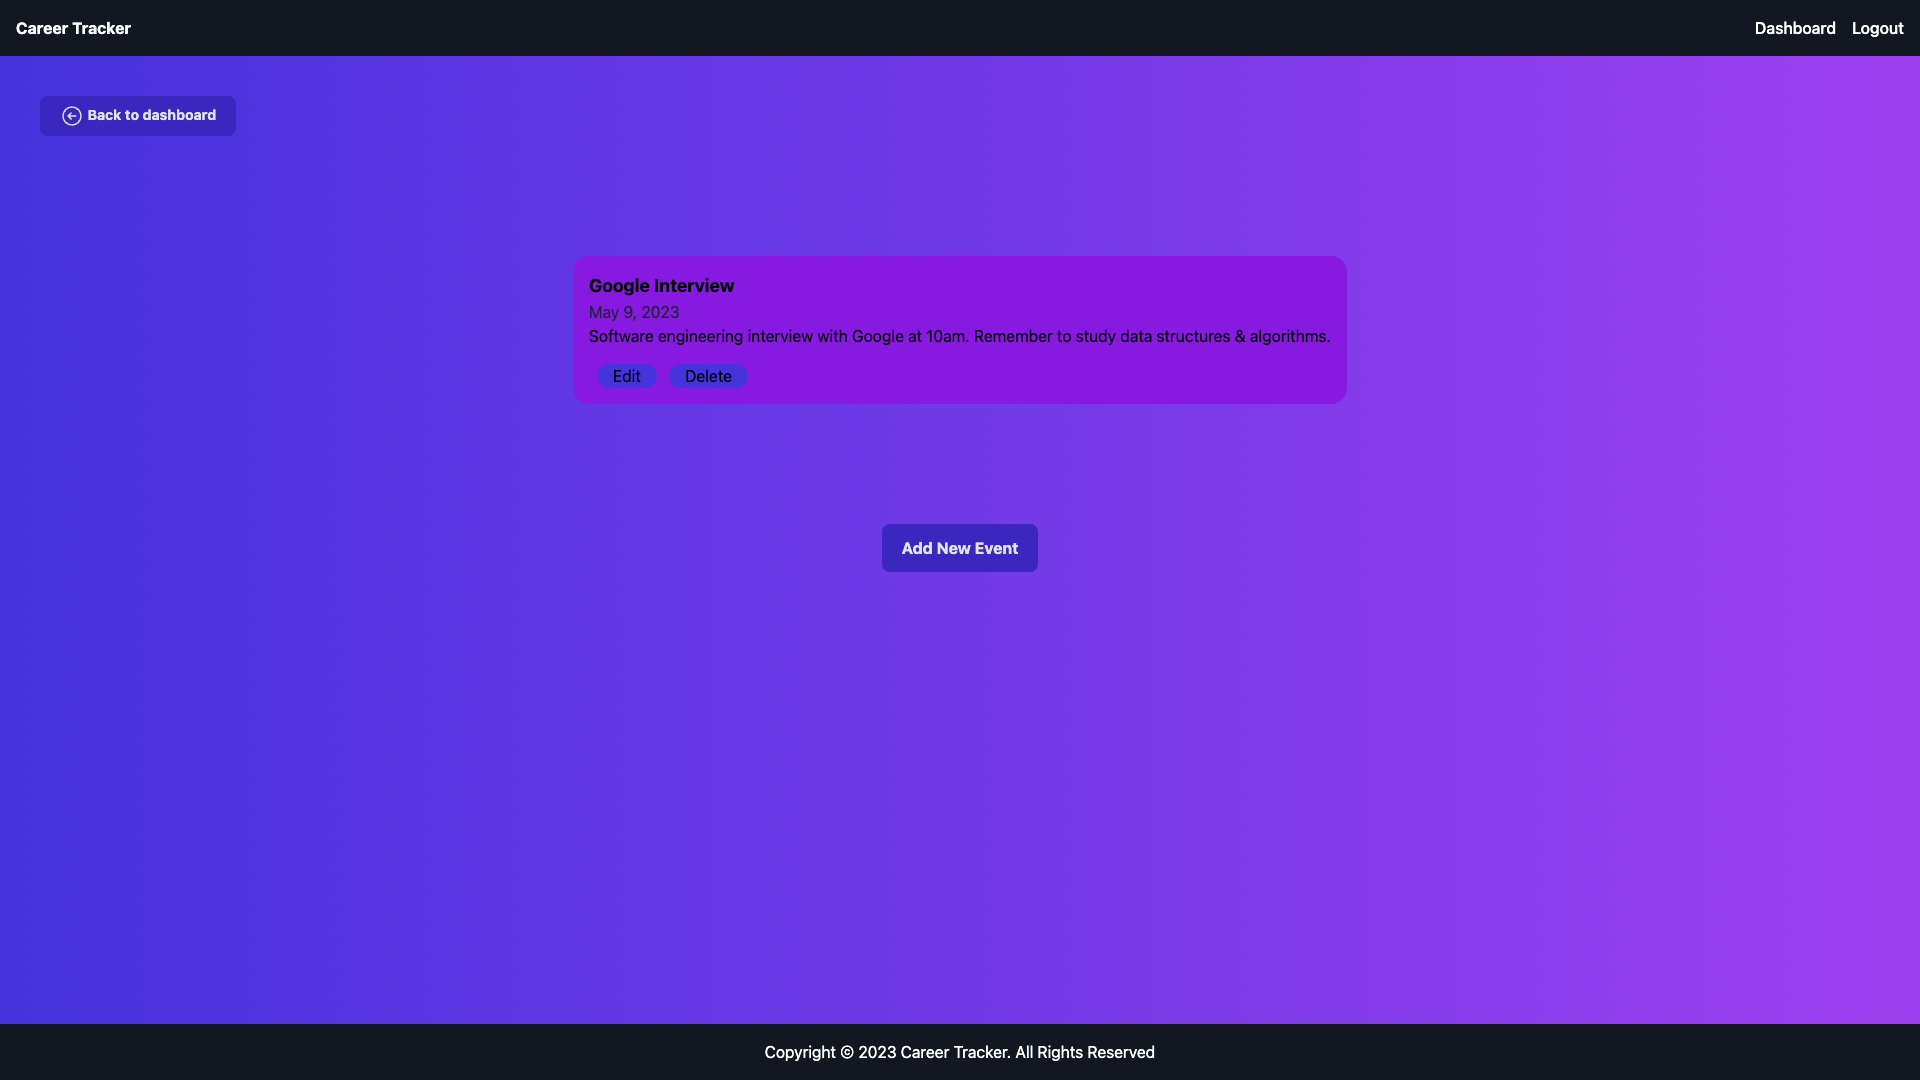 Career Tracker
Dashboard
Logout
Back to dashboard
Google Interview
May 9, 2023
Software engineering interview with Google at 10am. Remember to study data structures & algorithms.
Edit
Delete
Add New Event
Copyright © 2023 Career Tracker. All Rights Reserved